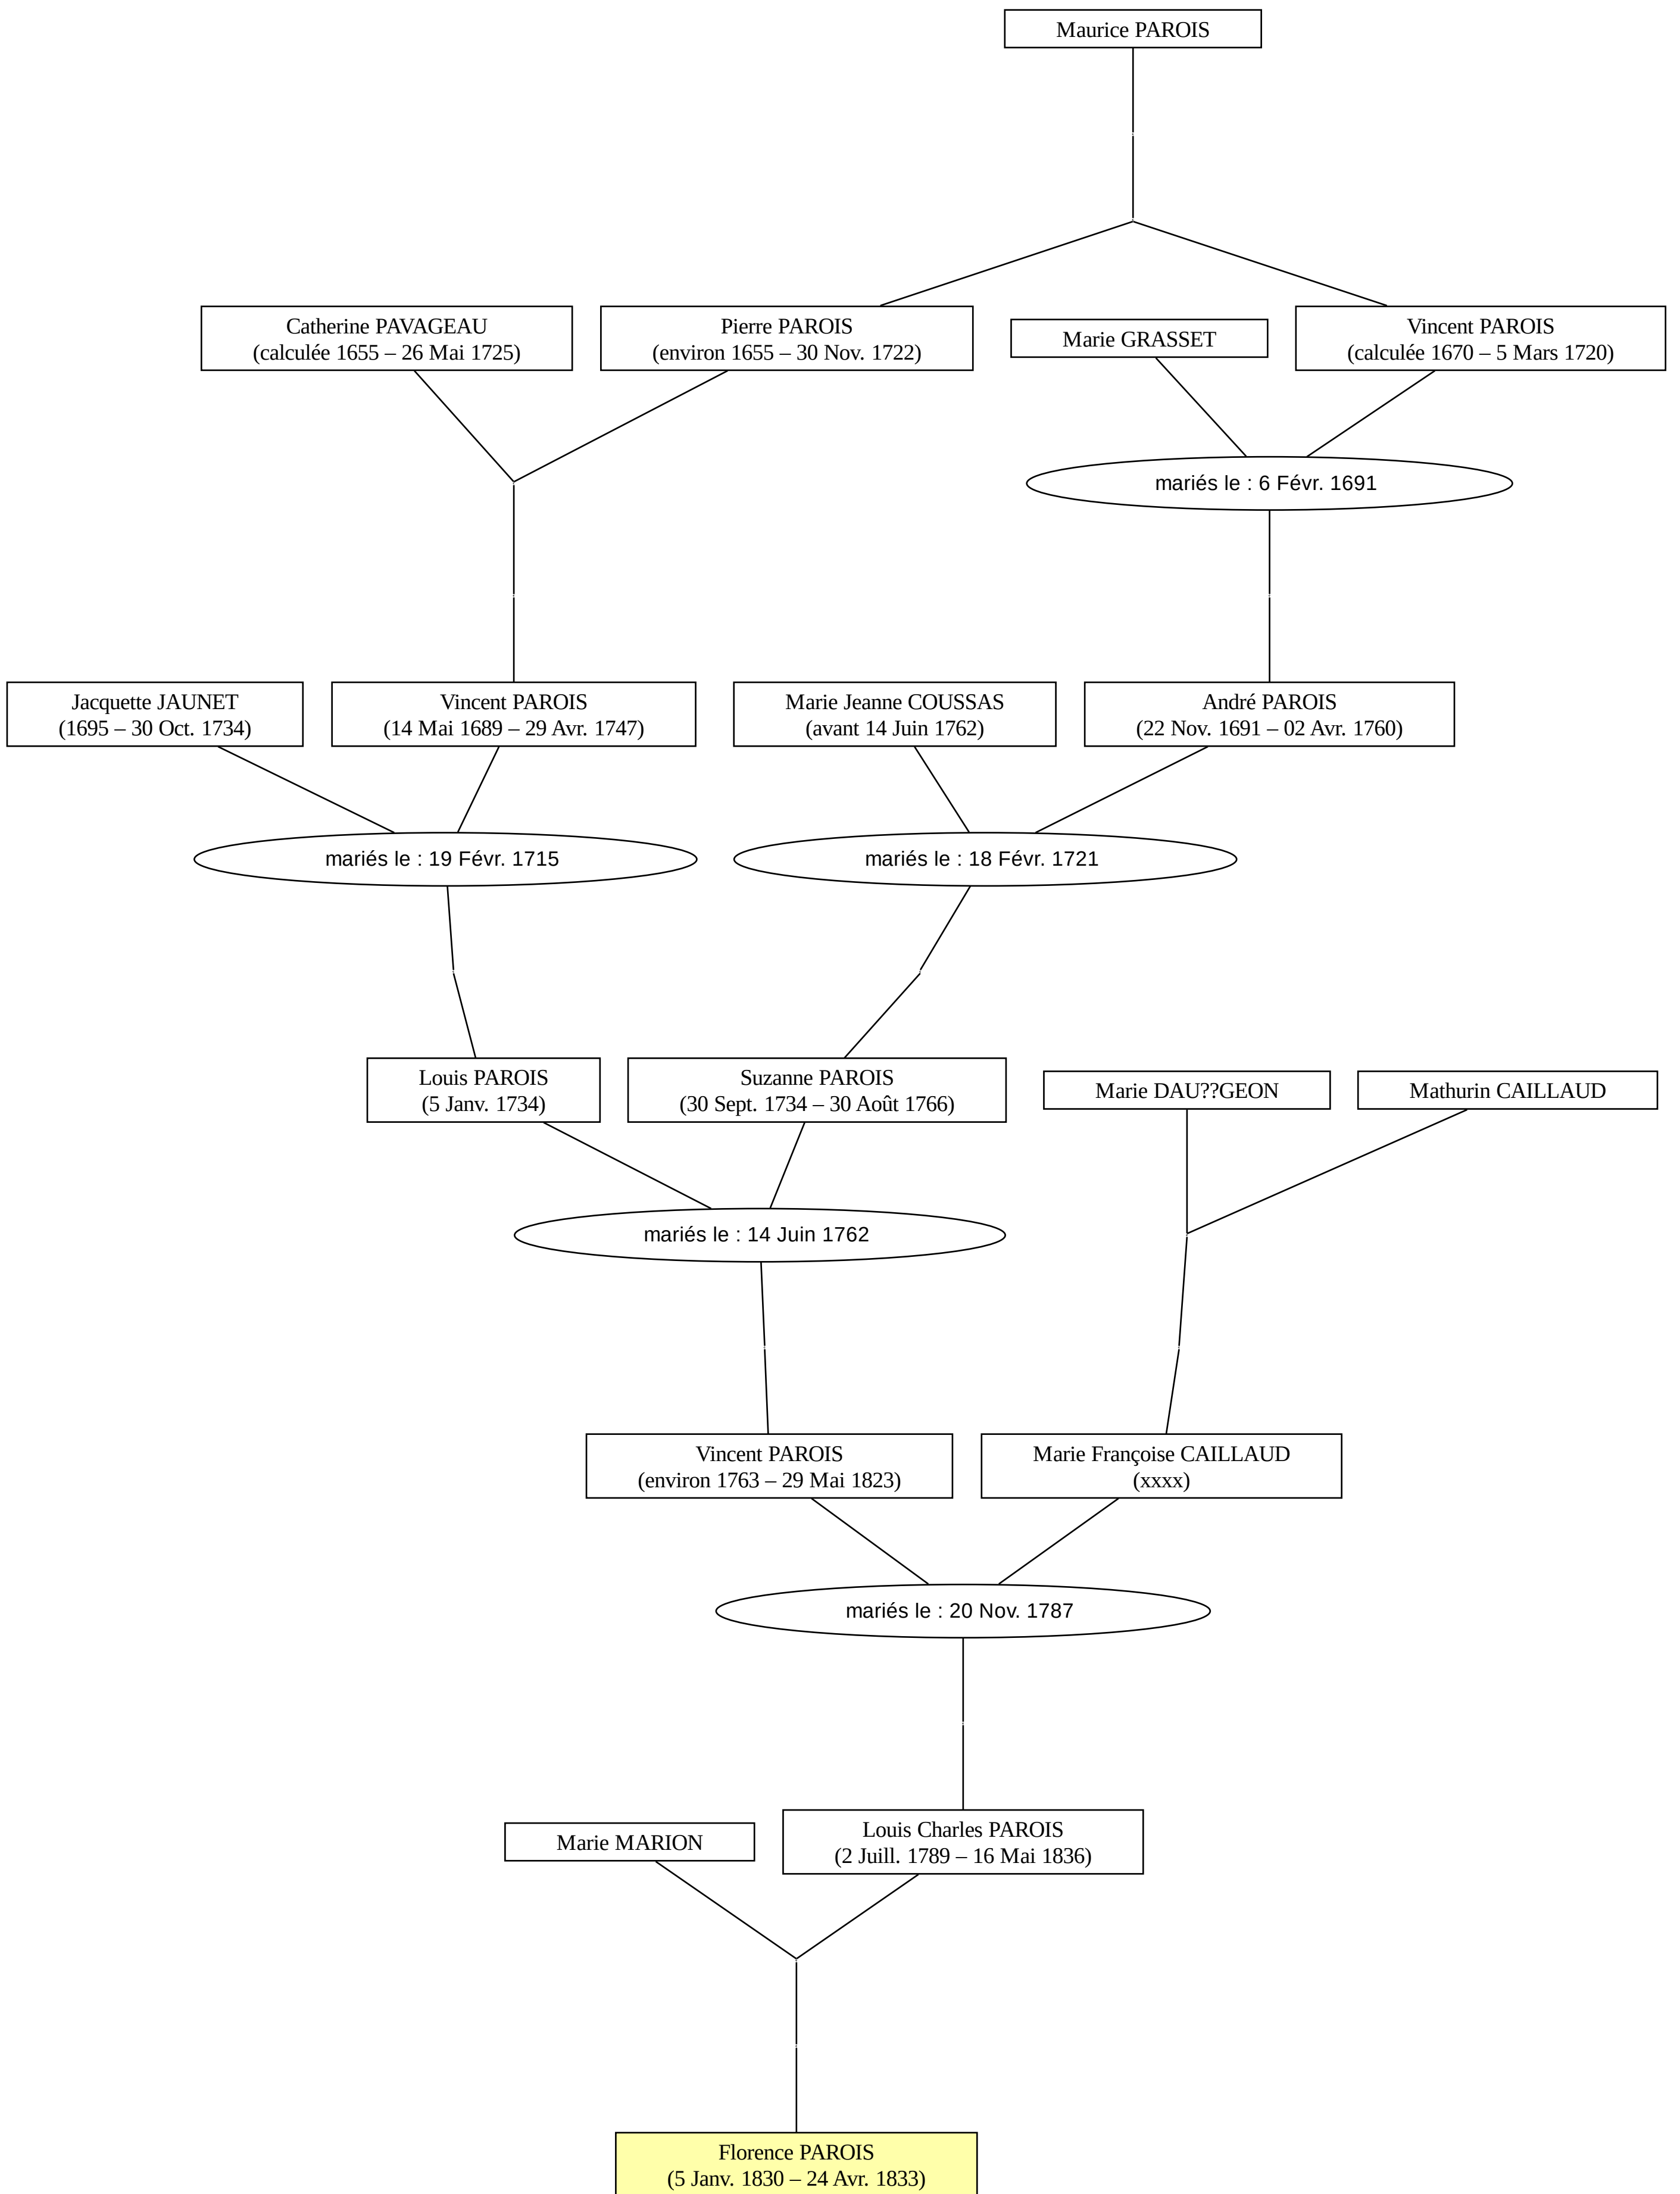 Maurice PAROIS
Catherine PAVAGEAU
(calculée 1655 – 26 Mai 1725)
Pierre PAROIS
(environ 1655 – 30 Nov. 1722)
Marie GRASSET
Vincent PAROIS
(calculée 1670 – 5 Mars 1720)
mariés le : 6 Févr. 1691
Jacquette JAUNET
(1695 – 30 Oct. 1734)
Vincent PAROIS
(14 Mai 1689 – 29 Avr. 1747)
Marie Jeanne COUSSAS
(avant 14 Juin 1762)
André PAROIS
(22 Nov. 1691 – 02 Avr. 1760)
mariés le : 19 Févr. 1715
mariés le : 18 Févr. 1721
Louis PAROIS
(5 Janv. 1734)
Suzanne PAROIS
(30 Sept. 1734 – 30 Août 1766)
Marie DAU??GEON
Mathurin CAILLAUD
mariés le : 14 Juin 1762
Vincent PAROIS
(environ 1763 – 29 Mai 1823)
Marie Françoise CAILLAUD
(xxxx)
mariés le : 20 Nov. 1787
Marie MARION
Louis Charles PAROIS
(2 Juill. 1789 – 16 Mai 1836)
Florence PAROIS
(5 Janv. 1830 – 24 Avr. 1833)